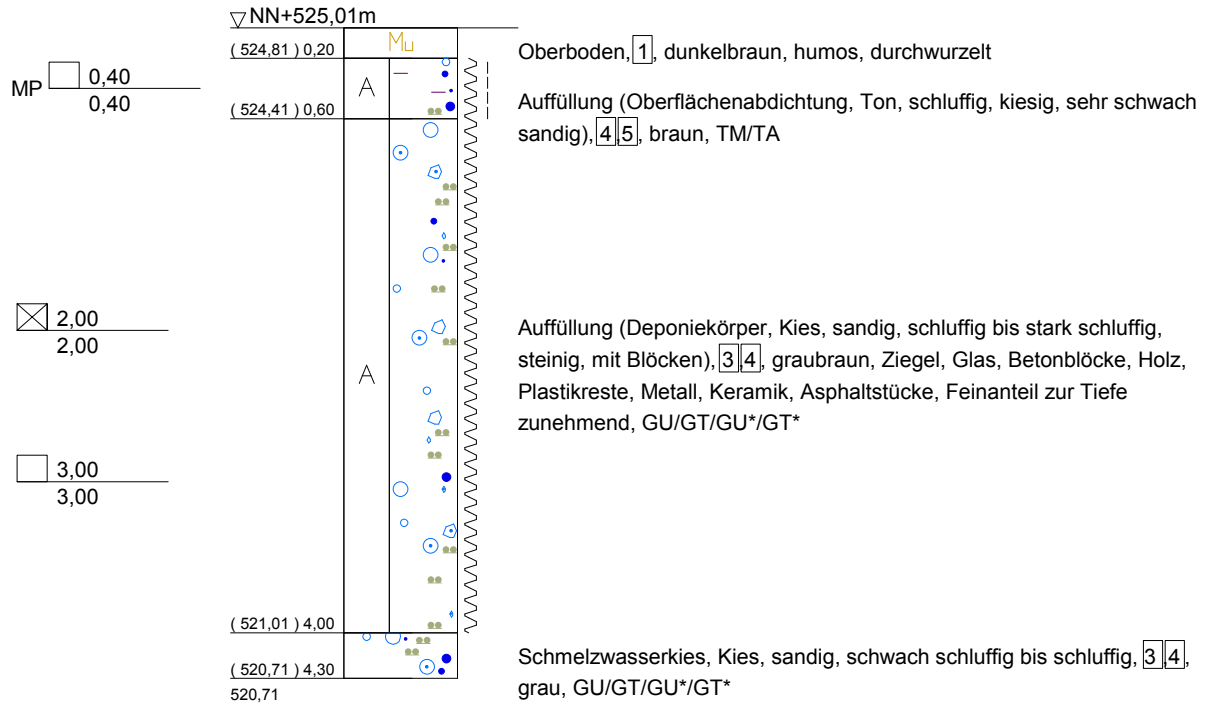 NN+525,01m
( 524,81 ) 0,20
Mu
Oberboden, 1, dunkelbraun, humos, durchwurzelt
MP
0,40
0,40
A
( 524,41 ) 0,60
Auffüllung (Oberflächenabdichtung, Ton, schluffig, kiesig, sehr schwach
sandig), 4 5, braun, TM/TA
2,00
2,00
A
Auffüllung (Deponiekörper, Kies, sandig, schluffig bis stark schluffig,
steinig, mit Blöcken), 3 4, graubraun, Ziegel, Glas, Betonblöcke, Holz,
Plastikreste, Metall, Keramik, Asphaltstücke, Feinanteil zur Tiefe
zunehmend, GU/GT/GU*/GT*
3,00
3,00
( 521,01 ) 4,00
( 520,71 ) 4,30
520,71
Schmelzwasserkies, Kies, sandig, schwach schluffig bis schluffig, 3 4,
grau, GU/GT/GU*/GT*